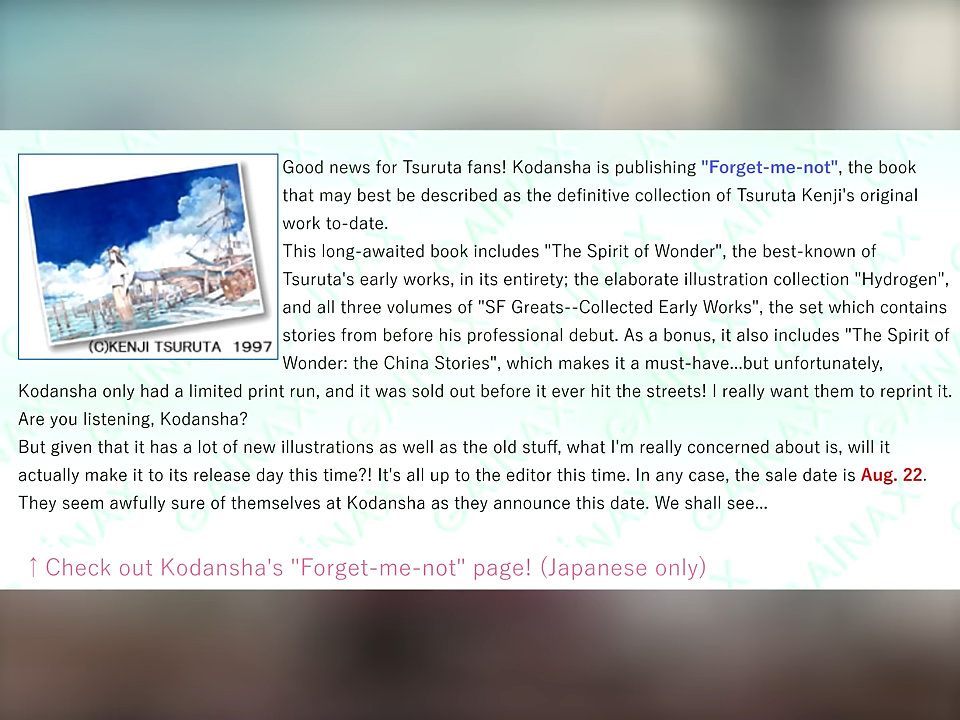 Good news for Tsuruta fans! Kodansha is publishing "Forget-me-not", the book
that may best be described as the definitive collection of Tsuruta Kenji's original
work to-date.
This long-awaited book includes "The Spirit of Wonder", the best-known of
Tsuruta's early works, in its entirety; the elaborate illustration collection "Hydrogen",
and all three volumes of "SF Greats--Collected Early Works", the set which contains
stories from before his professional debut. As a bonus, it also includes "The Spirit of
Wonder: the China Stories", which makes it a must-have...but unfortunately,
(C)KENJI TSURUTA 1997
Kodansha only had a limited print run, and it was sold out before it ever hit the streets! I really want them to reprint it.
Are you listening, Kodansha?
But given that it has a lot of new illustrations as well as the old stuff, what I'm really concerned about is, will it
actually make it to its release day this time?! It's all up to the editor this time. In any case, the sale date is Aug. 22.
They seem awfully sure of themselves at Kodansha as they announce this date. We shall see...
↑Check out Kodansha's "Forget-me-not" page! (Japanese only)
GAiNAX